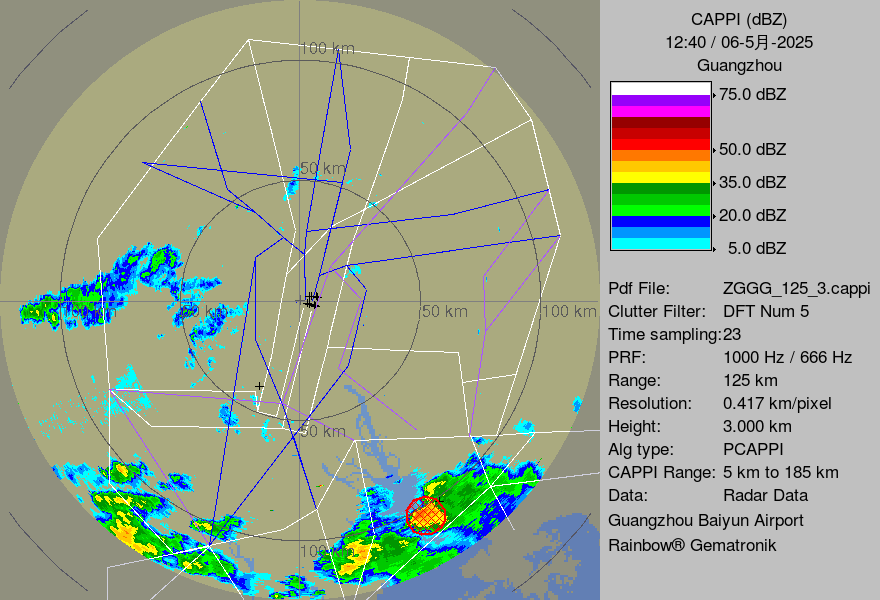 100 km
50 km
100 km
50 km
50 km
100 km
50 km
100 km
CAPPI (dBZ)
12:40 / 06-5月-2025
Guangzhou
75.0 dBZ
50.0 dBZ
35.0 dBZ
20.0 dBZ
5.0 dBZ
Pdf File: ZGGG_125_3.cappi
Clutter Filter: DFT Num 5
Time sampling:23
PRF: 1000 Hz / 666 Hz
Range: 125 km
Resolution: 0.417 km/pixel
Height: 3.000 km
Alg type: PCAPPI
CAPPI Range: 5 km to 185 km
Data: Radar Data
Guangzhou Baiyun Airport
Rainbow® Gematronik